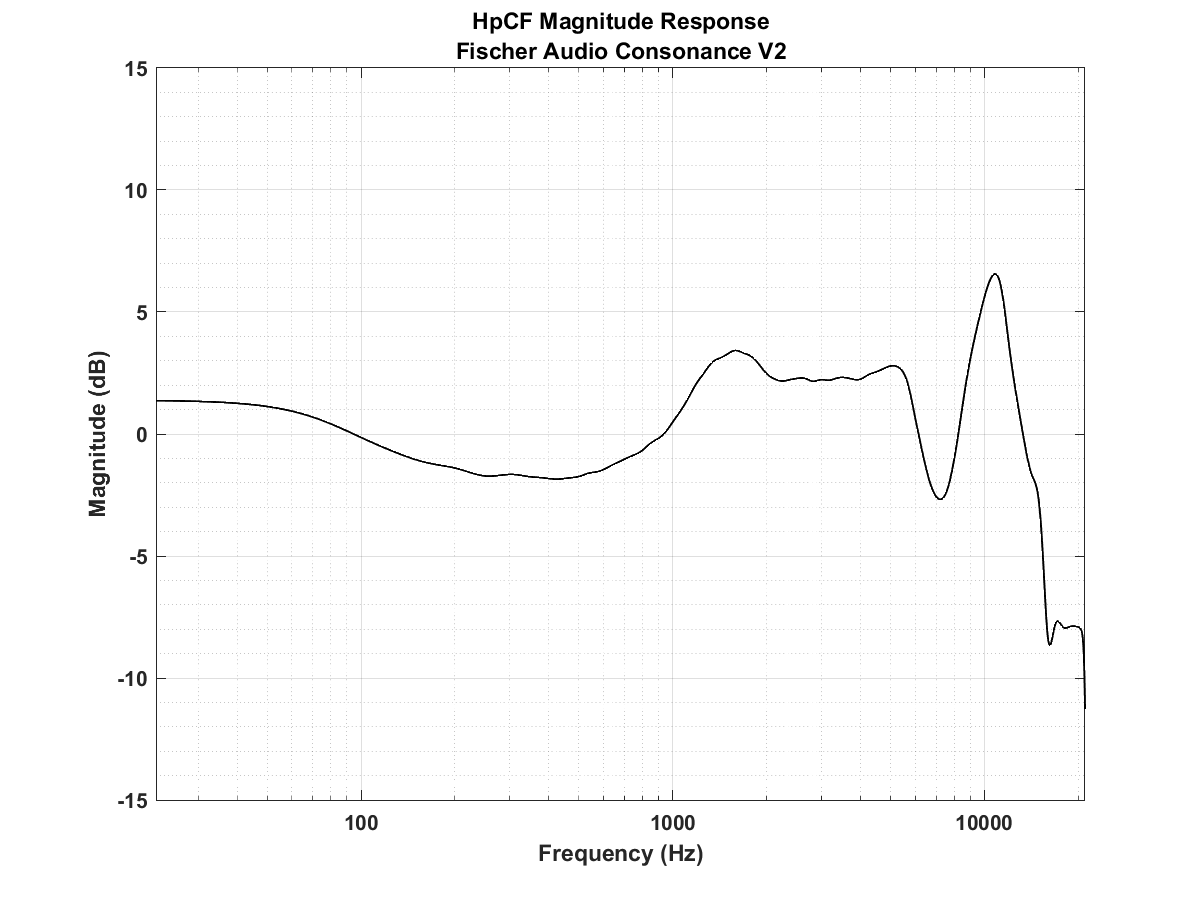 HpCF Magnitude Response
Fischer Audio Consonance V2
15
10
5
0
-5
-10
-15
Magnitude (dB)
100
1000
10000
Frequency (Hz)